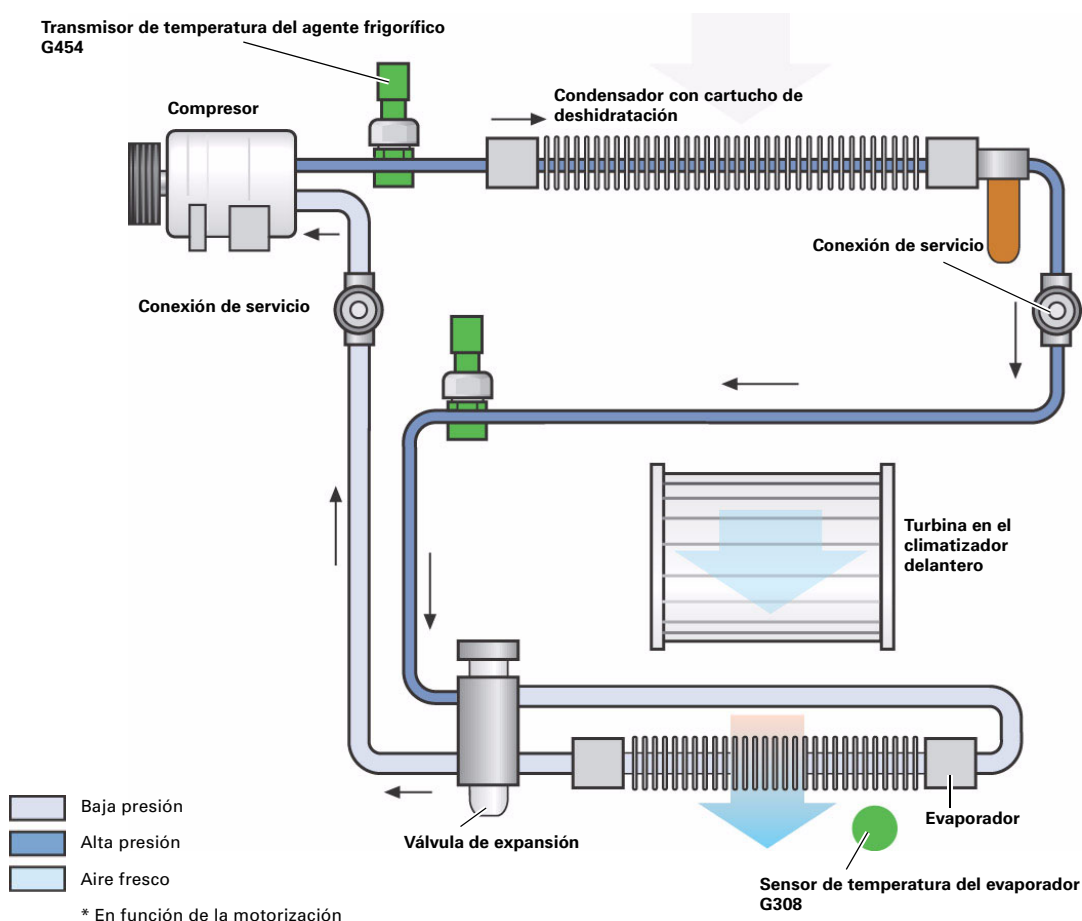 Transmisor de temperatura del agente frigorífico
G454
Compresor
Condensador con cartucho de
deshidratación
Conexión de servicio
Conexión de servicio
Turbina en el
climatizador
delantero
Baja presión
Alta presión
Aire fresco
* En función de la motorización
Válvula de expansión
Evaporador
Sensor de temperatura del evaporador
G308